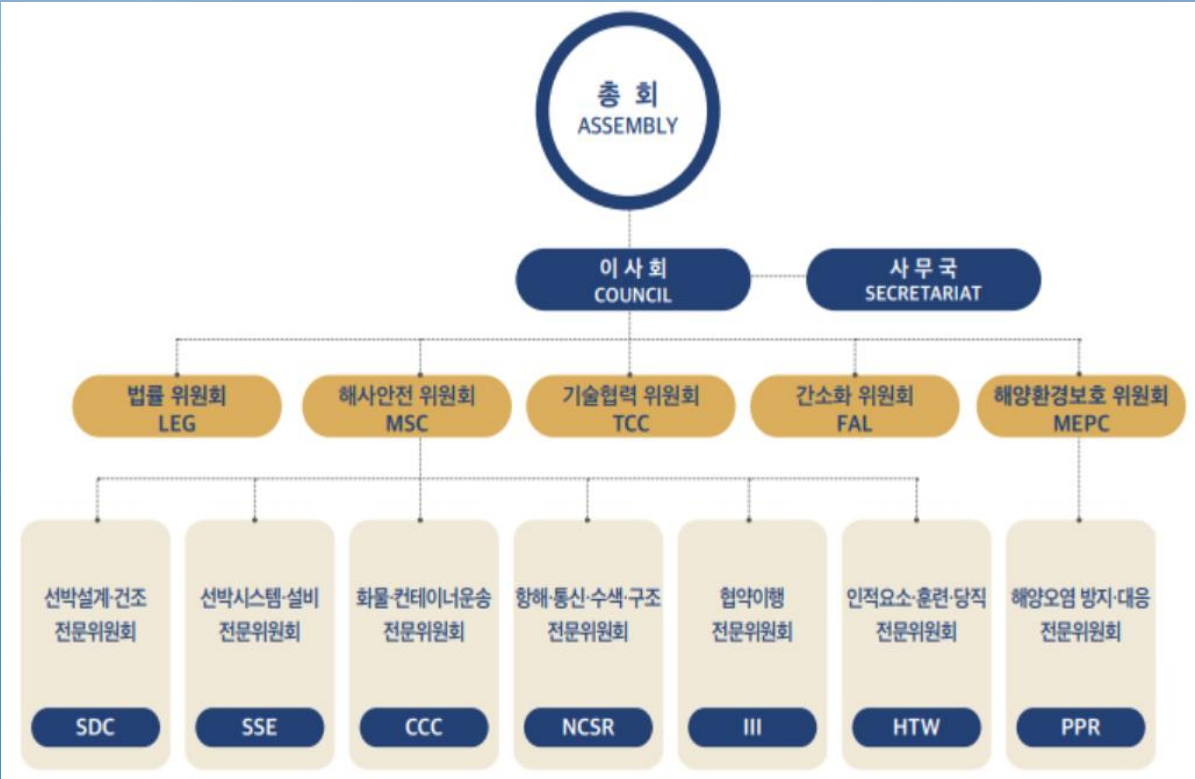 총 회
ASSEMBLY
이 사 회
COUNCIL
사 무 국
SECRETARIAT
법률 위원회
LEG
해사안전 위원회
MSC
기술협력 위원회
TCC
간소화 위원회
FAL
해양환경보호 위원회
MEPC
선박설계·건조
전문위원회
SDC
선박시스템·설비
전문위원회
SSE
화물·컨테이너운송
전문위원회
CCC
항해·통신·수색·구조
전문위원회
NCSR
협약이행
전문위원회
III
인적요소·훈련·당직
전문위원회
HTW
해양오염 방지·대응
전문위원회
PPR